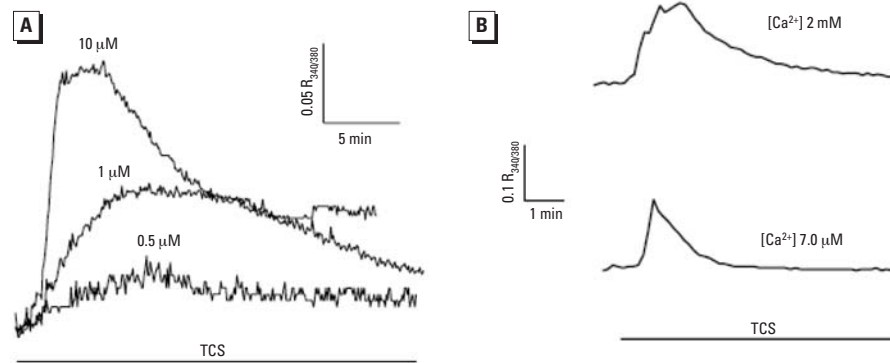 A
10 μM
0.05 R340/380
5 min
1 μM
0.5 μM
TCS
B
[Ca²⁺] 2 mM
0.1 R340/380
1 min
[Ca²⁺] 7.0 μM
TCS